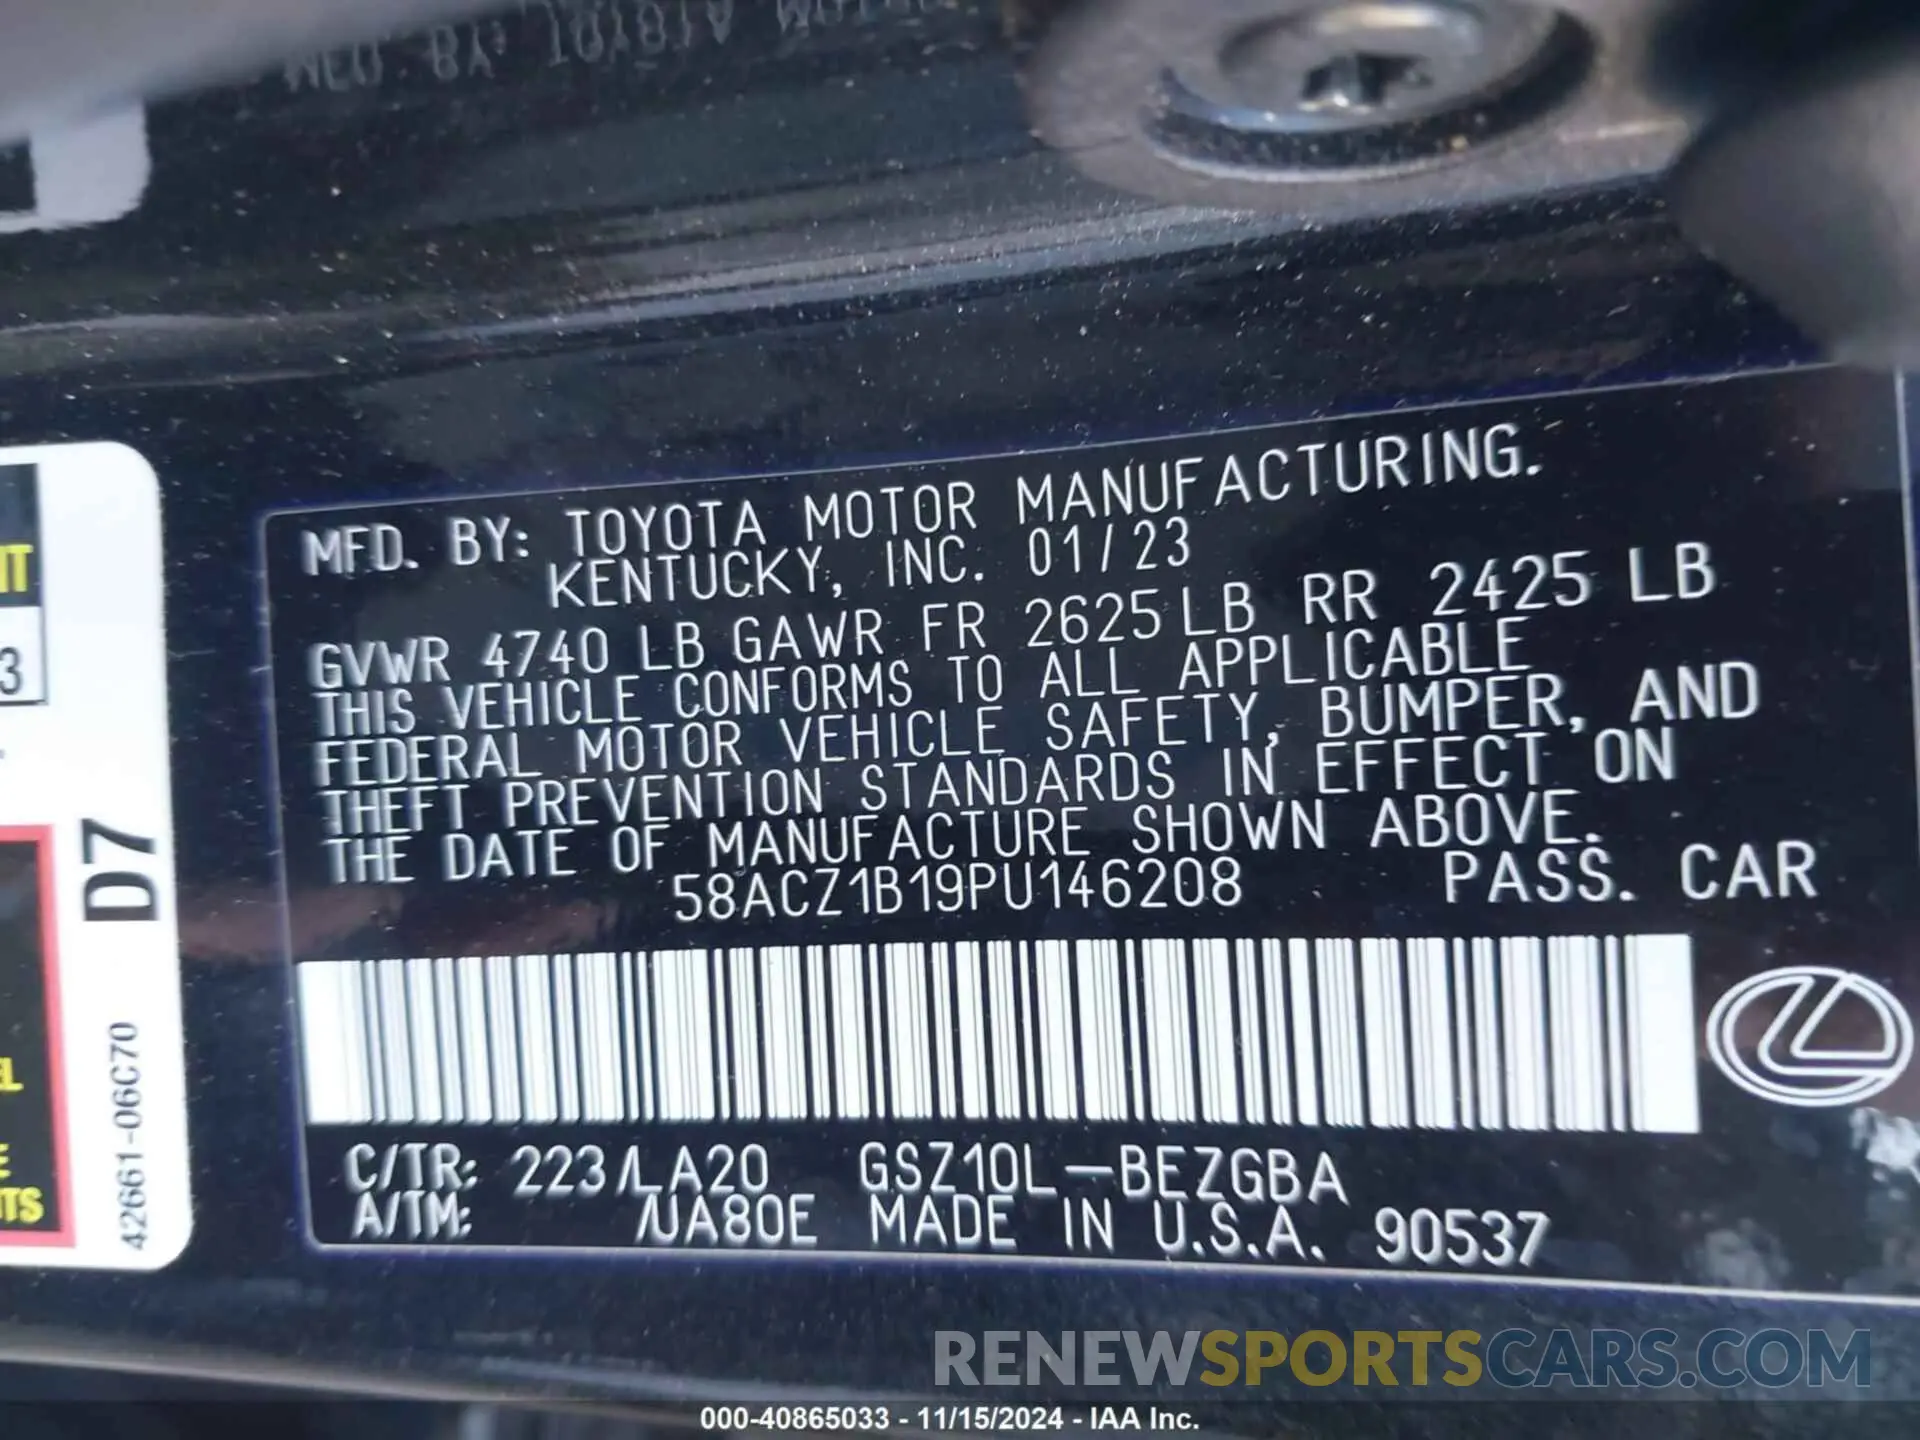 MFD. BY: TOYOTA MOTOR MANUFACTURING.
KENTUCKY, INC. 01/23
GVWR 4740 LB GAWR FR 2625 LB RR 2425 LB
THIS VEHICLE CONFORMS TO ALL APPLICABLE
FEDERAL MOTOR VEHICLE SAFETY, BUMPER, AND
THEFT PREVENTION STANDARDS IN EFFECT ON
THE DATE OF MANUFACTURE SHOWN ABOVE.
58ACZ1B19PU146208 PASS. CAR
C/TR: 223/LA20 GSZ10L-BEZGBA
A/TM: /UA80E MADE IN U.S.A. 90537
D7
42661-06C70
3
RENEWSPORTSCARS.COM
000-40865033 - 11/15/2024 - IAA Inc.